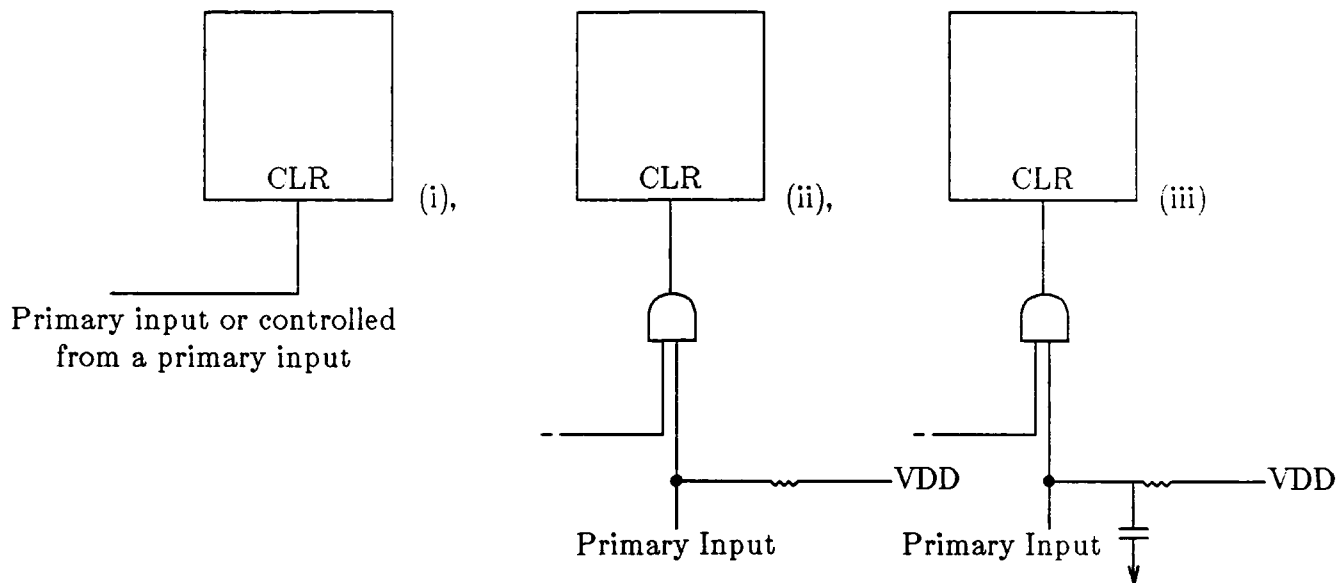 CLR
(i),
Primary input or controlled
from a primary input
CLR
(ii),
VDD
Primary Input
CLR
(iii)
VDD
Primary Input